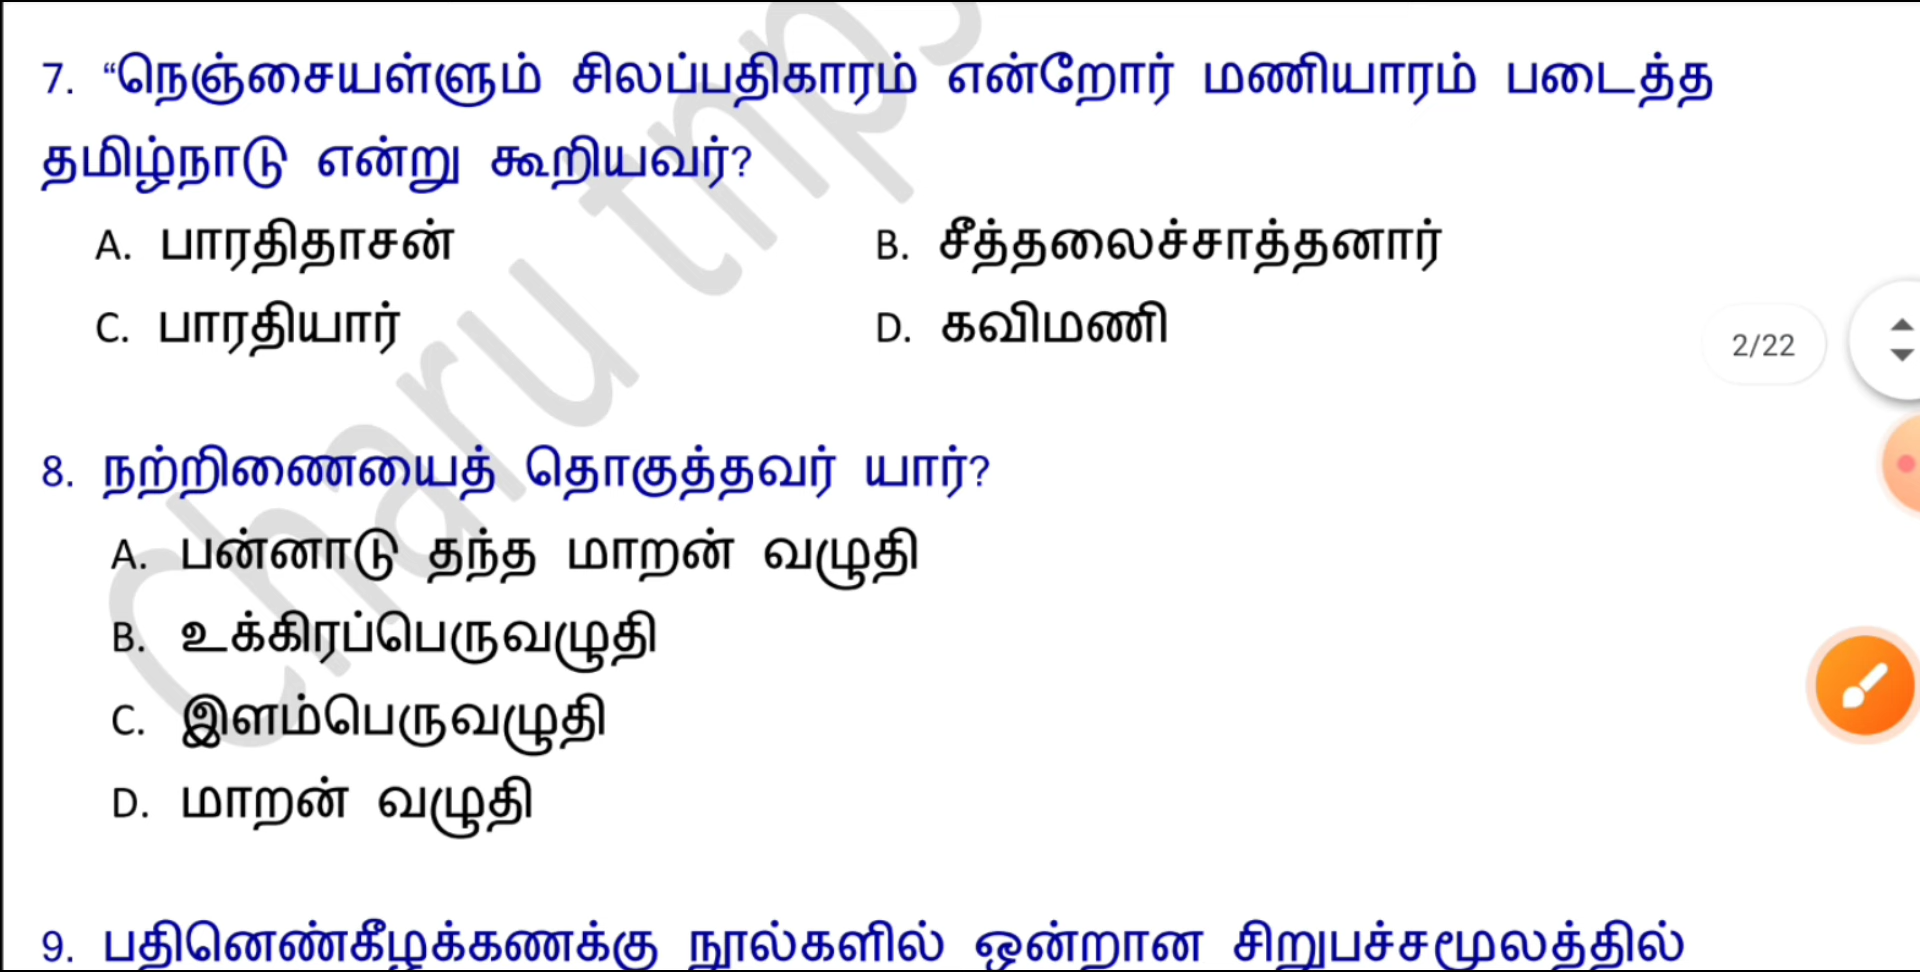 7. “நெஞ்சையள்ளும் சிலப்பதிகாரம் என்றோர் மணியாரம் படைத்த
தமிழ்நாடு என்று கூறியவர்?
A. பாரதிதாசன் B. சீத்தலைச்சாத்தனார்
C. பாரதியார் D. கவிமணி
2/22
8. நற்றிணையைத் தொகுத்தவர் யார்?
A. பன்னாடு தந்த மாறன் வழுதி
B. உக்கிரப்பெருவழுதி
C. இளம்பெருவழுதி
D. மாறன் வழுதி
9. பதினெண்கீழ்க்கணக்கு நூல்களில் ஒன்றான சிறுபச்சமூலத்தில்
Charu tnps